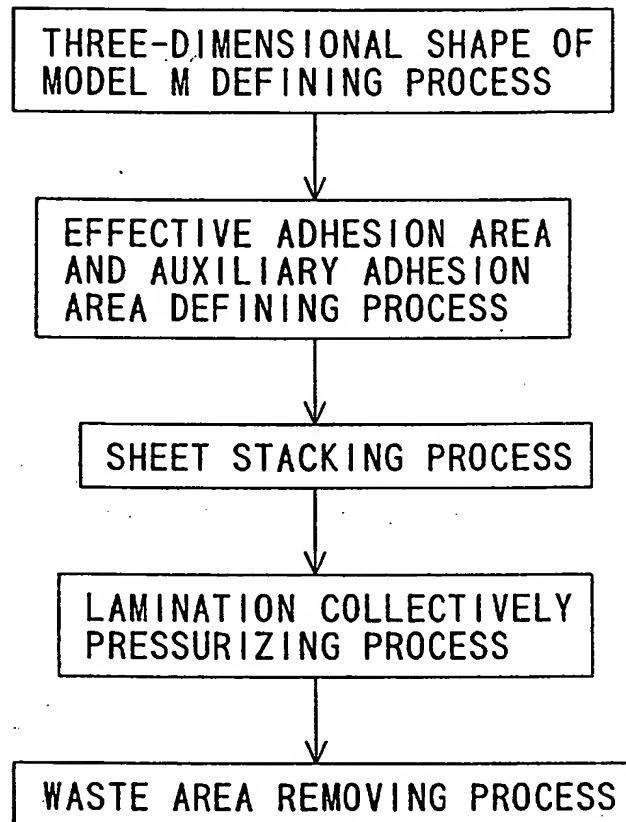 THREE-DIMENSIONAL SHAPE OF
MODEL M DEFINING PROCESS
EFFECTIVE ADHESION AREA
AND AUXILIARY ADHESION
AREA DEFINING PROCESS
SHEET STACKING PROCESS
LAMINATION COLLECTIVELY
PRESSURIZING PROCESS
WASTE AREA REMOVING PROCESS